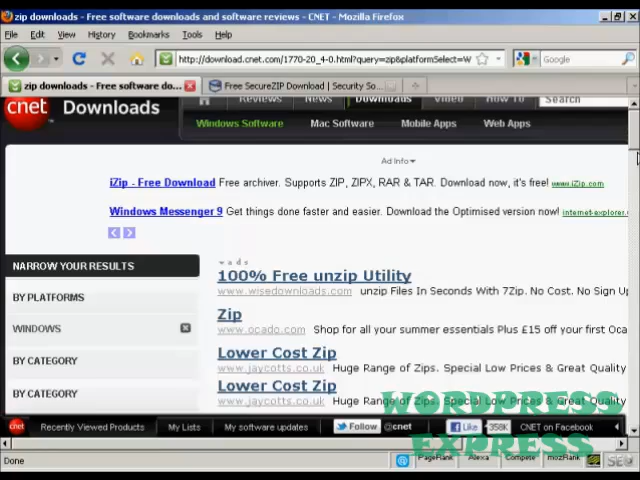 zip downloads - Free software downloads and software reviews - CNET - Mozilla Firefox
File Edit View History Bookmarks Tools Help
http://download.cnet.com/1770-20_4-0.html?query=zip&platformSelect=W
Google
zip downloads - Free software do...
Free SecureZIP Download | Security So...
cnet Downloads
Reviews News Downloads Video How To Search
Windows Software Mac Software Mobile Apps Web Apps
Ad Info
iZip - Free Download Free archiver. Supports ZIP, ZIPX, RAR & TAR. Download now, it's free! www.iZip.com
Windows Messenger 9 Get things done faster and easier. Download the Optimised version now! internet-explorer.
NARROW YOUR RESULTS
BY PLATFORMS
WINDOWS
BY CATEGORY
BY CATEGORY
w a d s
100% Free unzip Utility
www.wisedownloads.com unzip Files In Seconds With 7Zip. No Cost. No Sign Up
Zip
www.ocado.com Shop for all your summer essentials Plus £15 off your first Oca
Lower Cost Zip
www.jaycotts.co.uk Huge Range of Zips. Special Low Prices & Great Quality
Lower Cost Zip
www.jaycotts.co.uk Huge Range of Zips. Special Low Prices & Great Quality
WORDPRESS
EXPRESS
Recently Viewed Products My Lists My software updates Follow @cnet Like 358K CNET on Facebook
Done
PageRank Alexa Compete mozRank SEO